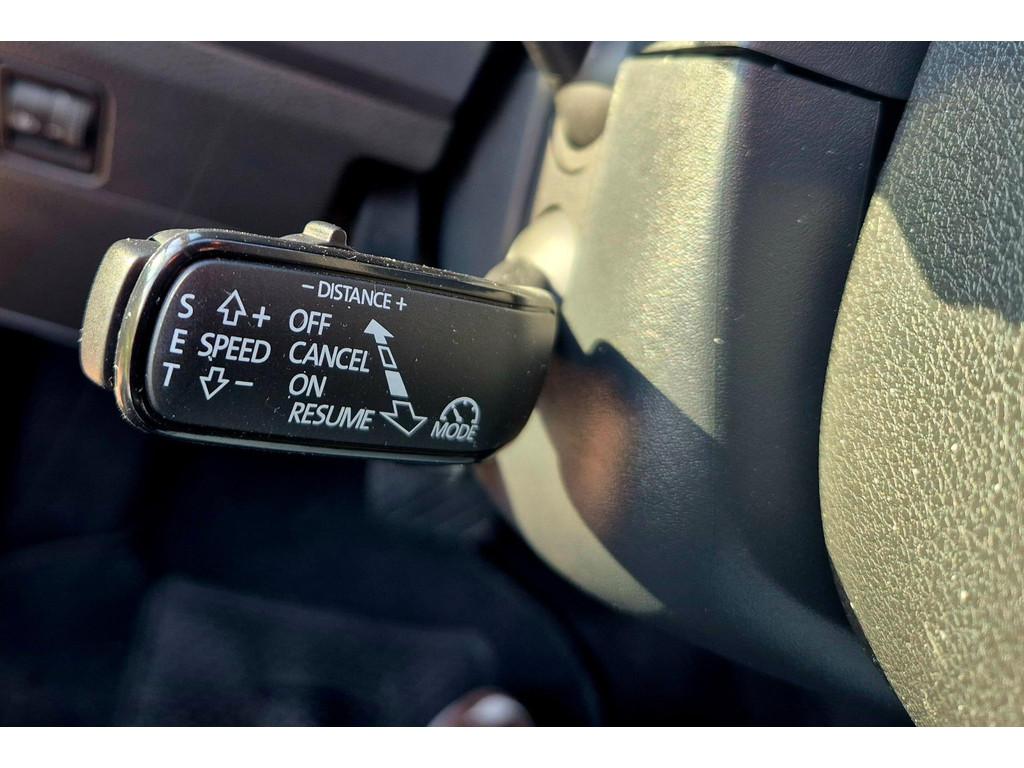 − DISTANCE +
S + OFF
E SPEED CANCEL
T − ON
RESUME
MODE